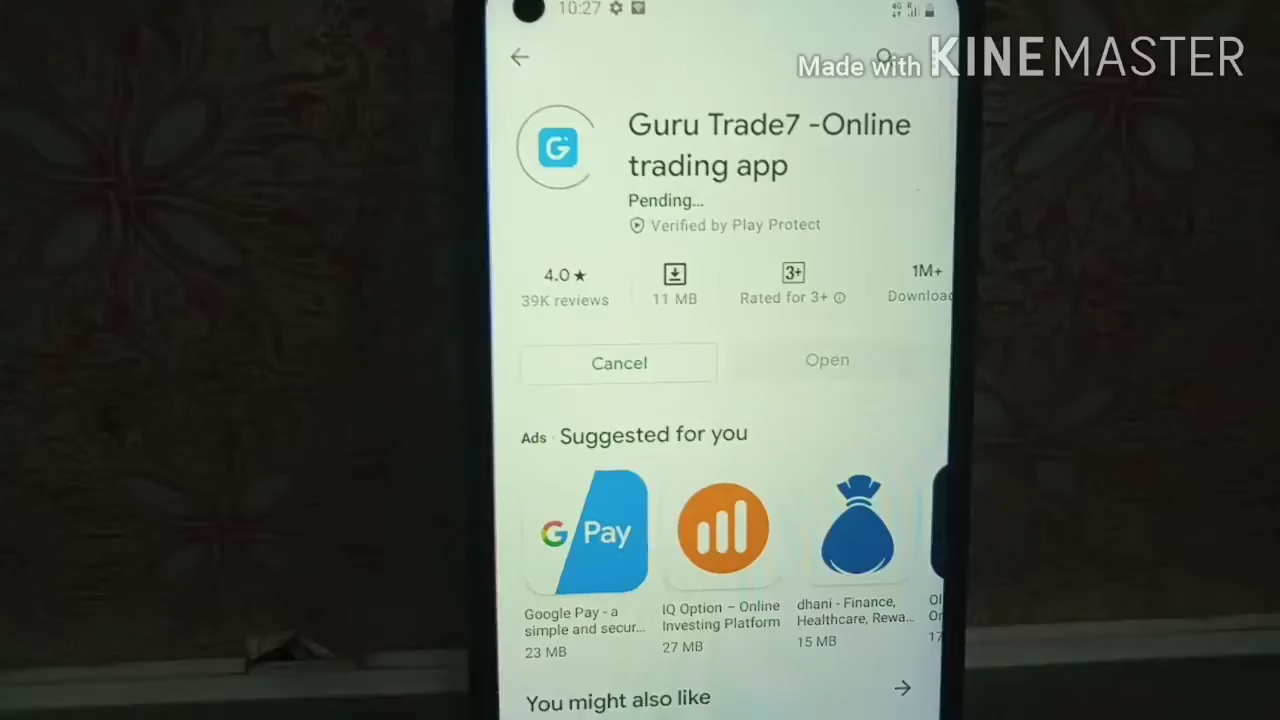 10:27
4G R
Made with KINEMASTER
Guru Trade7 -Online
trading app
Pending...
Verified by Play Protect
4.0★
39K reviews
11 MB
3+
Rated for 3+
1M+
Download
Cancel
Open
Ads · Suggested for you
G Pay
Google Pay - a
simple and secur...
23 MB
IQ Option – Online
Investing Platform
27 MB
dhani - Finance,
Healthcare, Rewa...
15 MB
Ol
17
You might also like